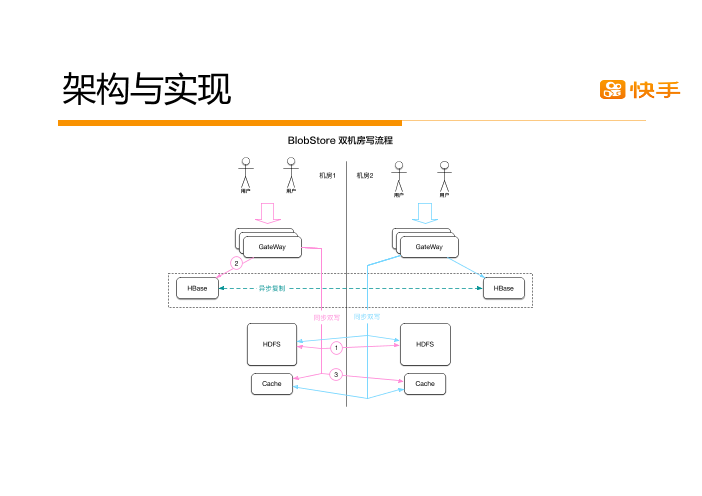 架构与实现
快手
BlobStore 双机房写流程
机房1
机房2
用户
用户
用户
用户
GateWay
GateWay
2
HBase
异步复制
HBase
同步双写
同步双写
HDFS
1
HDFS
3
Cache
Cache